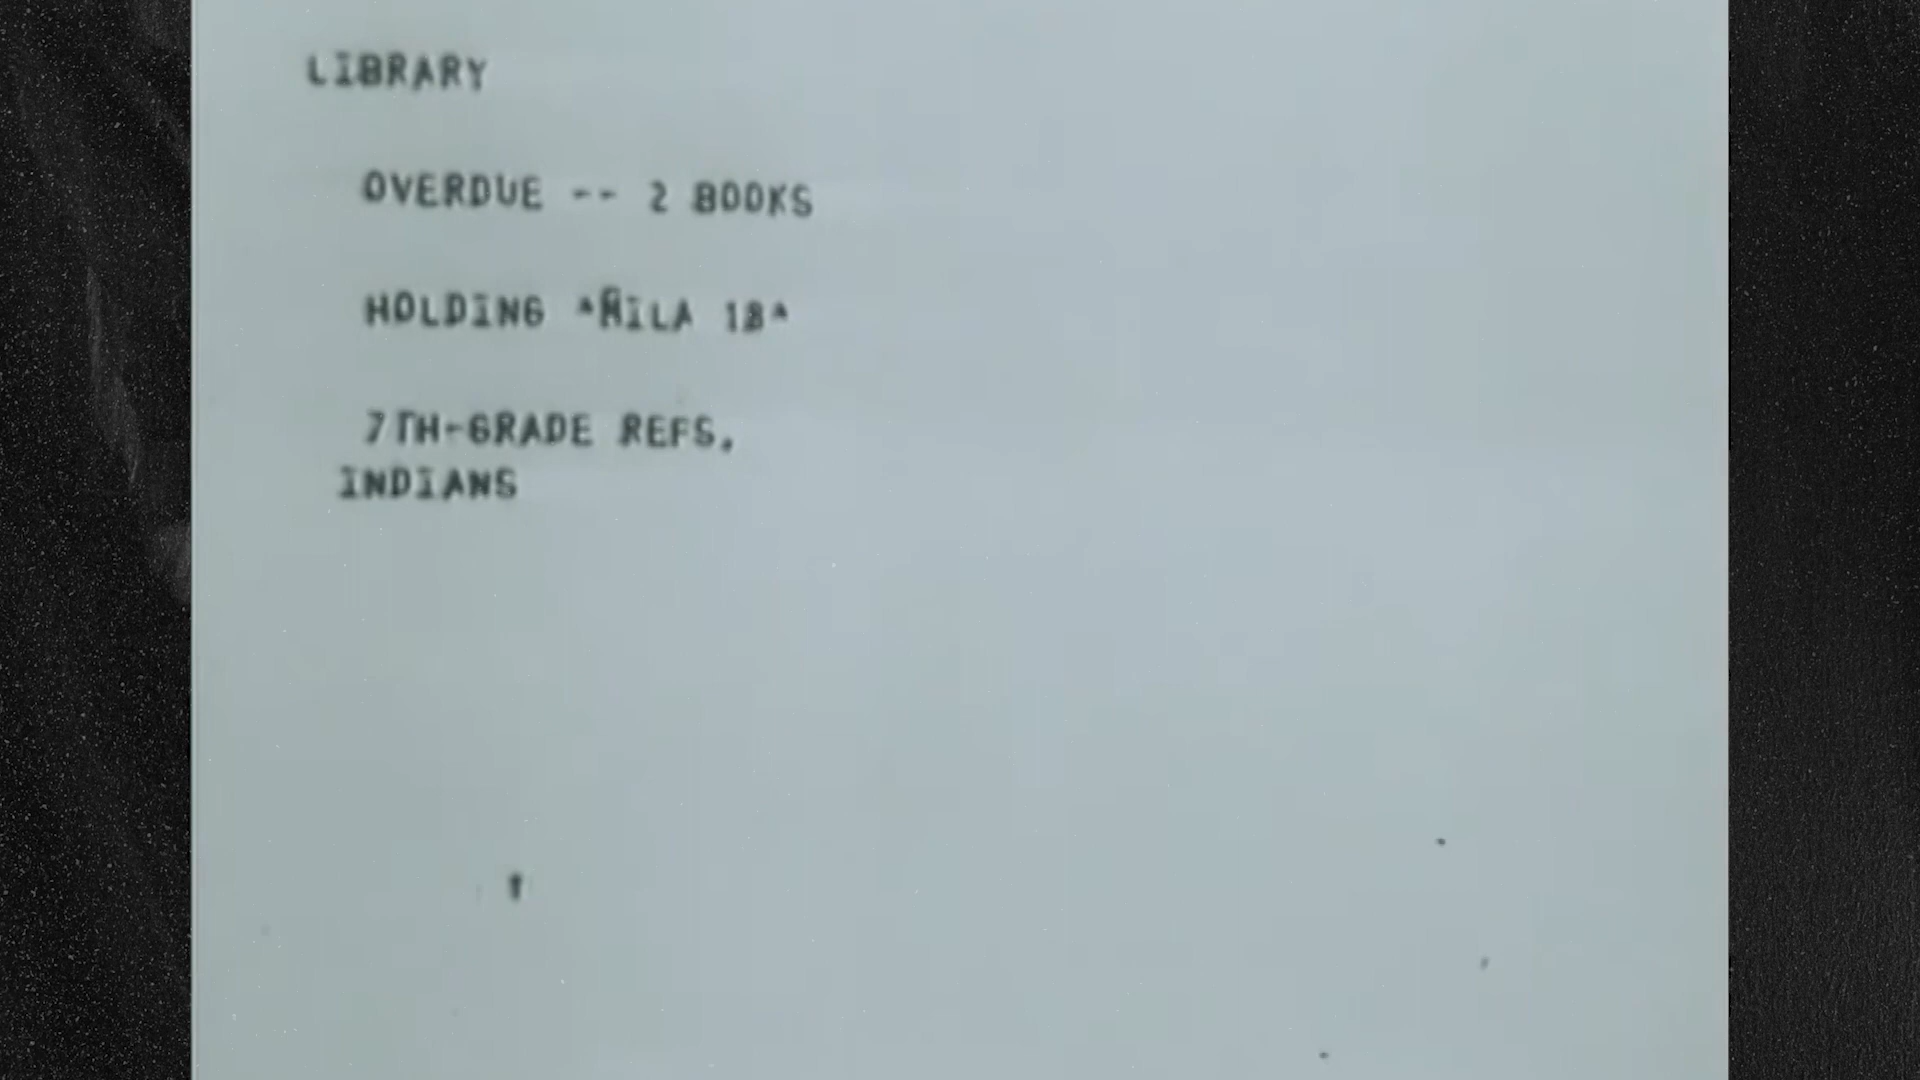 LIBRARY
OVERDUE -- 2 BOOKS
HOLDING "MILA 18"
7TH-GRADE REFS,
INDIANS